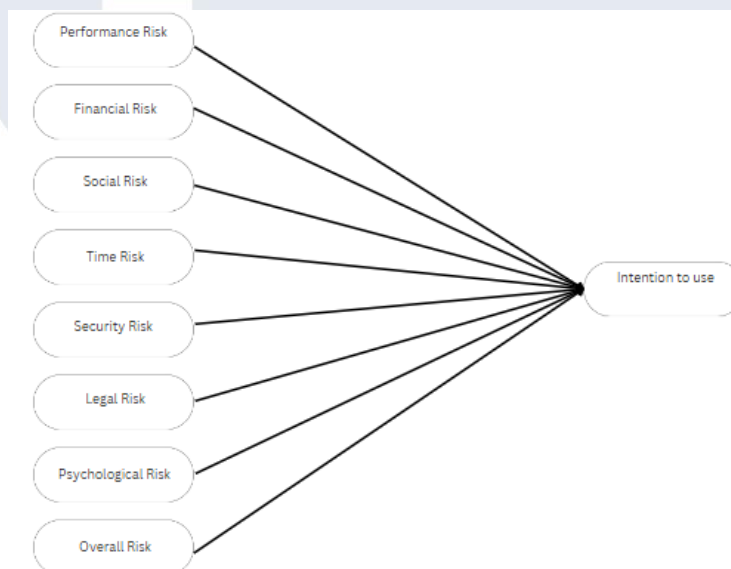 Performance Risk
Financial Risk
Social Risk
Time Risk
Intention to use
Security Risk
Legal Risk
Psychological Risk
Overall Risk